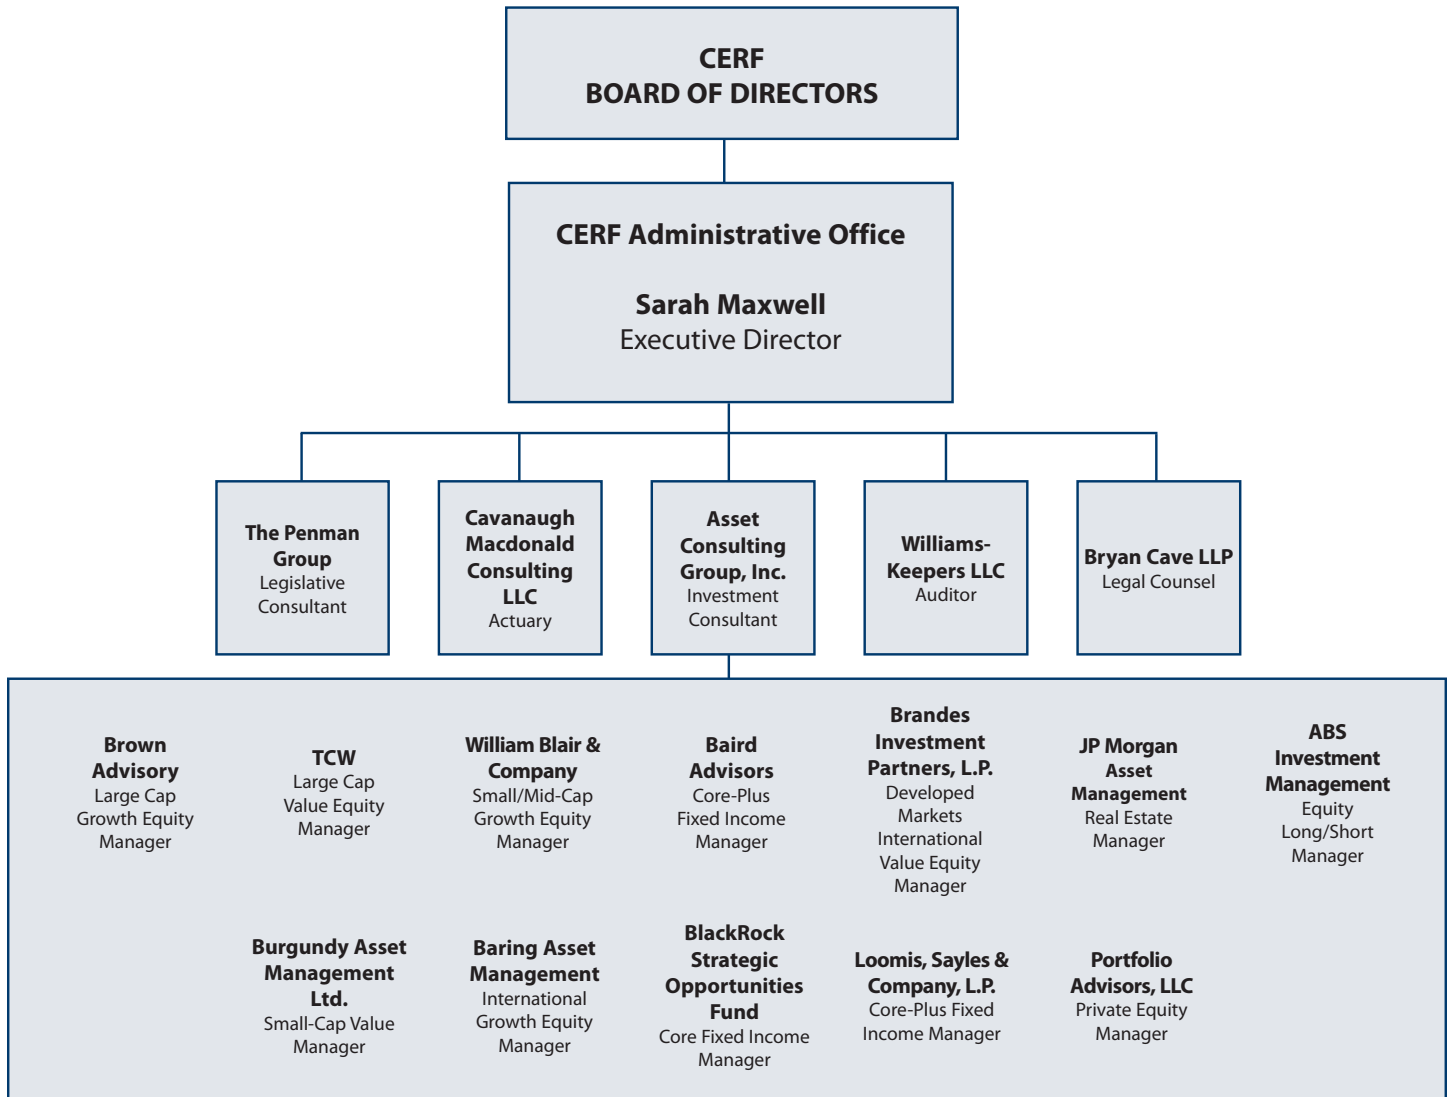 CERF
BOARD OF DIRECTORS
CERF Administrative Office
Sarah Maxwell
Executive Director
The Penman
Group
Legislative
Consultant
Cavanaugh
Macdonald
Consulting
LLC
Actuary
Asset
Consulting
Group, Inc.
Investment
Consultant
Williams-
Keepers LLC
Auditor
Bryan Cave LLP
Legal Counsel
Brown
Advisory
Large Cap
Growth Equity
Manager
TCW
Large Cap
Value Equity
Manager
William Blair &
Company
Small/Mid-Cap
Growth Equity
Manager
Baird
Advisors
Core-Plus
Fixed Income
Manager
Brandes
Investment
Partners, L.P.
Developed
Markets
International
Value Equity
Manager
JP Morgan
Asset
Management
Real Estate
Manager
ABS
Investment
Management
Equity
Long/Short
Manager
Burgundy Asset
Management
Ltd.
Small-Cap Value
Manager
Baring Asset
Management
International
Growth Equity
Manager
BlackRock
Strategic
Opportunities
Fund
Core Fixed Income
Manager
Loomis, Sayles &
Company, L.P.
Core-Plus Fixed
Income Manager
Portfolio
Advisors, LLC
Private Equity
Manager